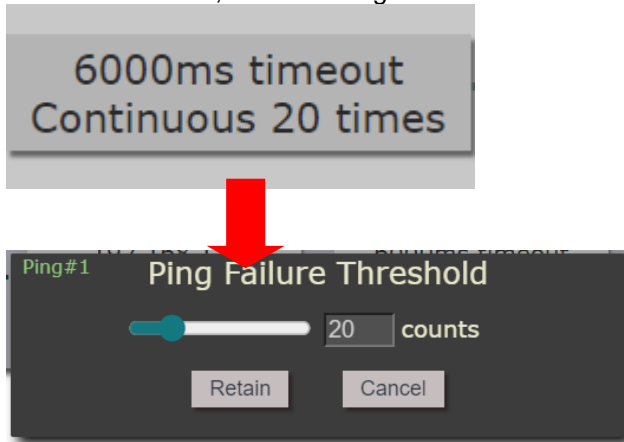 6000ms timeout
Continuous 20 times
Ping#1
Ping Failure Threshold
20 counts
Retain Cancel